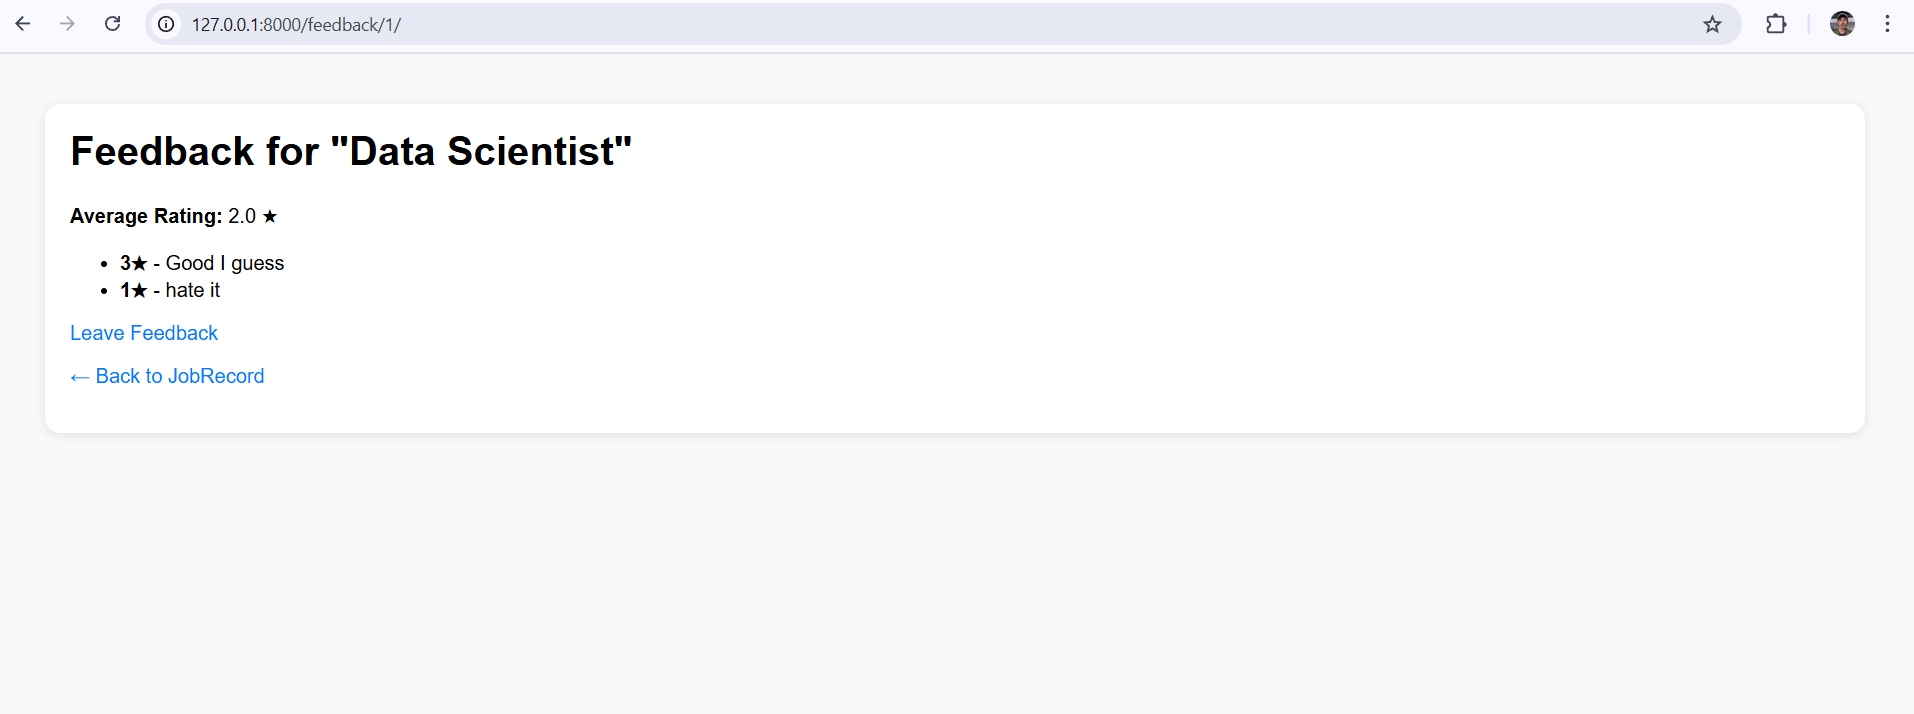 127.0.0.1:8000/feedback/1/
Feedback for "Data Scientist"
Average Rating: 2.0 ★
• 3★ - Good I guess
• 1★ - hate it
Leave Feedback
← Back to JobRecord